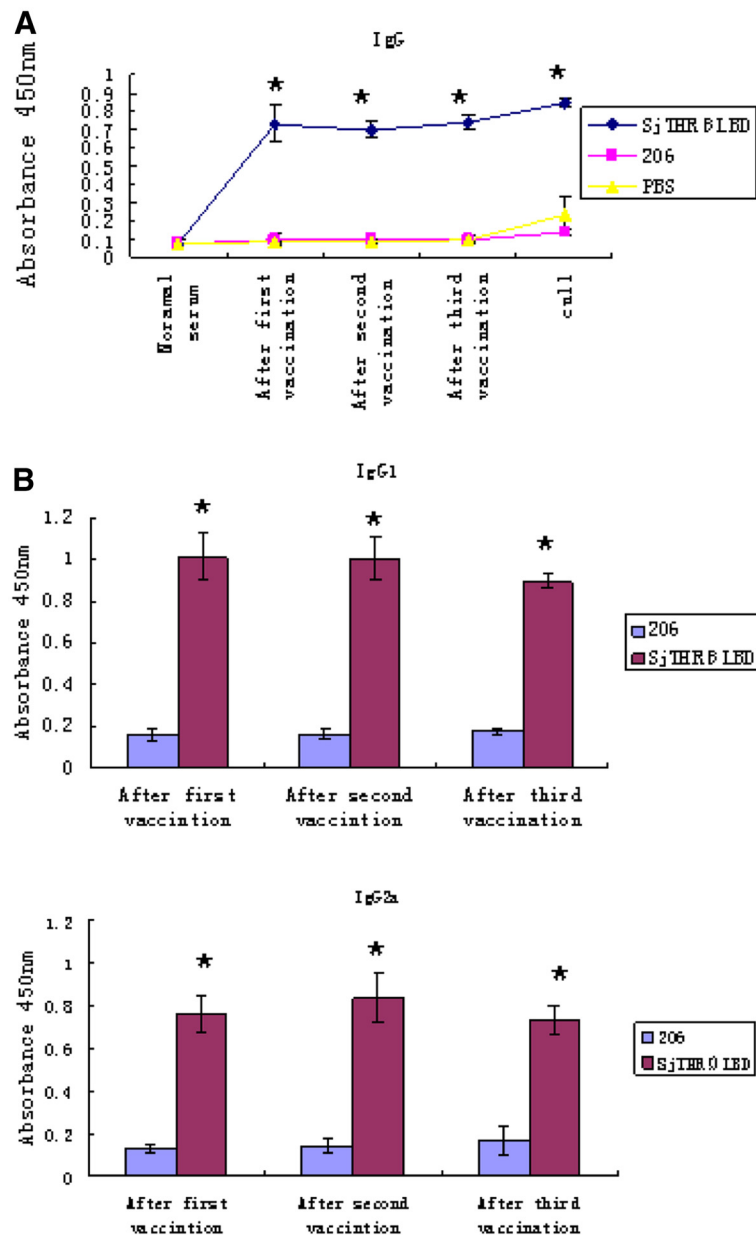 A
IgG
Absorbance 450nm
1
0.9
0.8
0.7
0.6
0.5
0.4
0.3
0.2
0.1
0
SjTHRBLBD
206
PBS
Noramal
serum
After first
vaccination
After second
vaccination
After third
vaccination
cull
B
IgG1
Absorbance 450nm
1.2
1
0.8
0.6
0.4
0.2
0
206
SjTHRBLBD
After first
vaccintion
After second
vaccintion
After third
vaccination
IgG2a
Absorbance 450nm
1.2
1
0.8
0.6
0.4
0.2
0
206
After first
vaccintion
After second
vaccintion
After third
vaccination